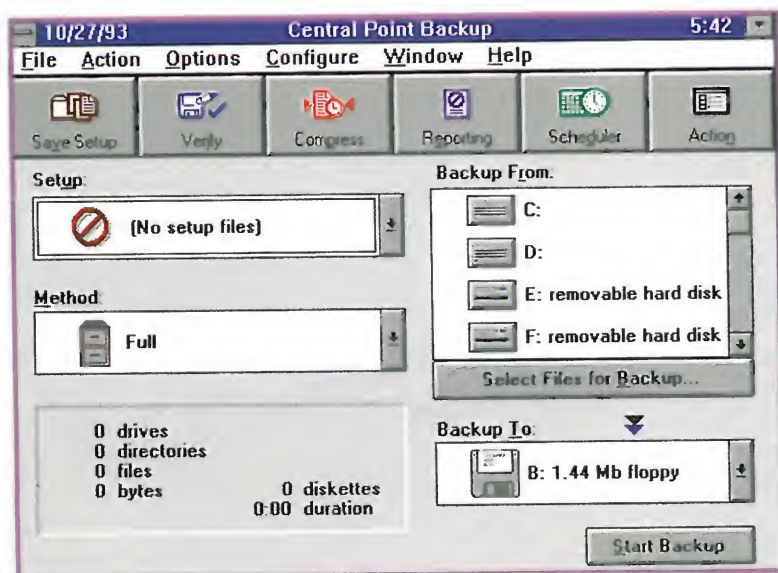 10/27/93 Central Point Backup 5:42
File Action Options Configure Window Help
Save Setup Verify Compress Reporting Scheduler Action
Setup:
(No setup files)
Method:
Full
0 drives
0 directories
0 files
0 bytes 0 diskettes
0:00 duration
Backup From:
C:
D:
E: removable hard disk
F: removable hard disk
Select Files for Backup...
Backup To:
B: 1.44 Mb floppy
Start Backup